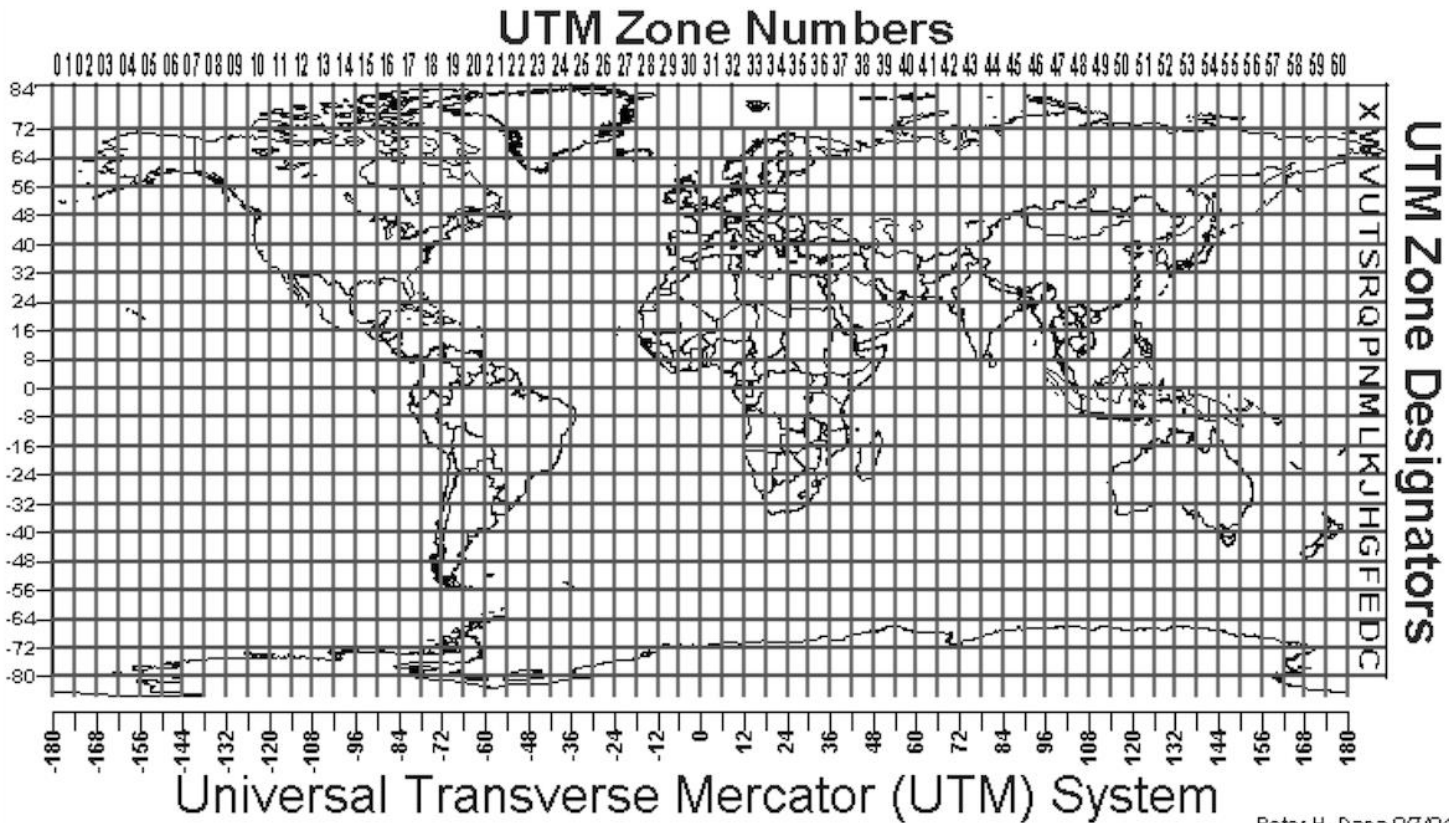 UTM Zone Numbers
01 02 03 04 05 06 07 08 09 10 11 12 13 14 15 16 17 18 19 20 21 22 23 24 25 26 27 28 29 30 31 32 33 34 35 36 37 38 39 40 41 42 43 44 45 46 47 48 49 50 51 52 53 54 55 56 57 58 59 60
84
72
64
56
48
40
32
24
16
8
0
-8
-16
-24
-32
-40
-48
-56
-64
-72
-80
X
W
V
U
T
S
R
Q
P
N
M
L
K
J
H
G
F
E
D
C
UTM Zone Designators
-180 -168 -156 -144 -132 -120 -108 -96 -84 -72 -60 -48 -36 -24 -12 0 12 24 36 48 60 72 84 96 108 120 132 144 156 168 180
Universal Transverse Mercator (UTM) System
Peter H. Dana